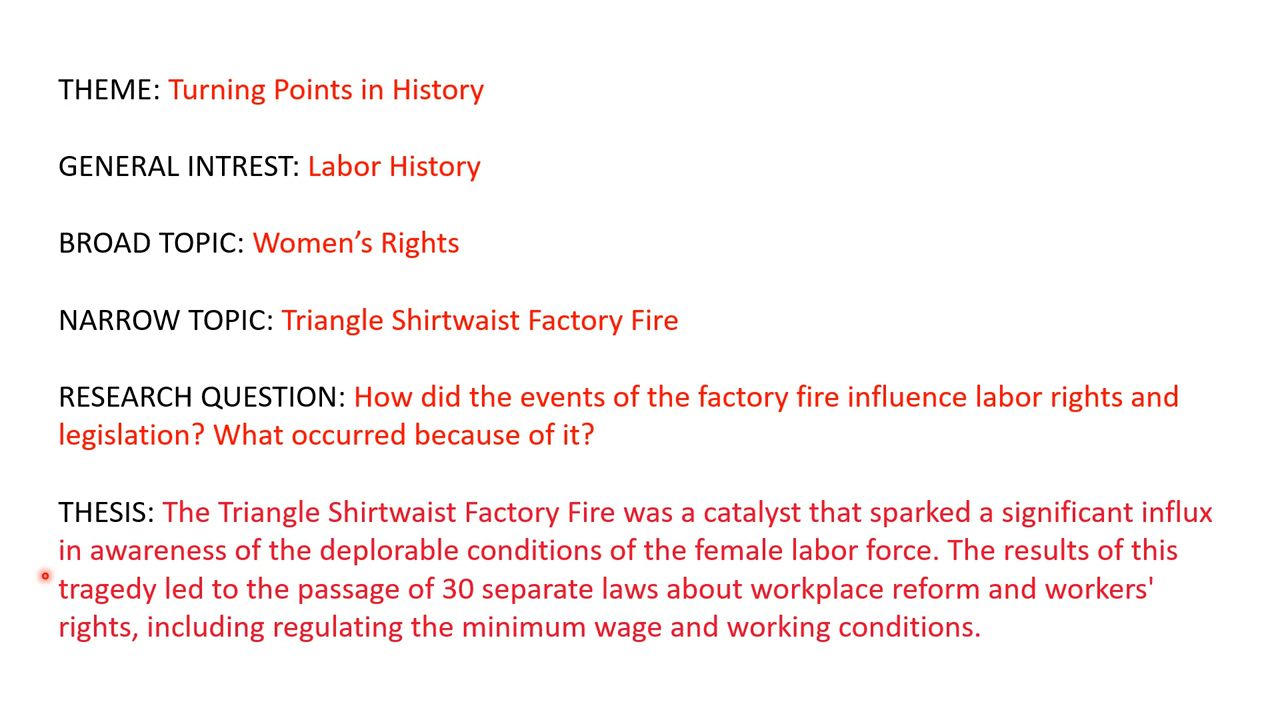 THEME: Turning Points in History
GENERAL INTREST: Labor History
BROAD TOPIC: Women’s Rights
NARROW TOPIC: Triangle Shirtwaist Factory Fire
RESEARCH QUESTION: How did the events of the factory fire influence labor rights and
legislation? What occurred because of it?
THESIS: The Triangle Shirtwaist Factory Fire was a catalyst that sparked a significant influx
in awareness of the deplorable conditions of the female labor force. The results of this
tragedy led to the passage of 30 separate laws about workplace reform and workers'
rights, including regulating the minimum wage and working conditions.